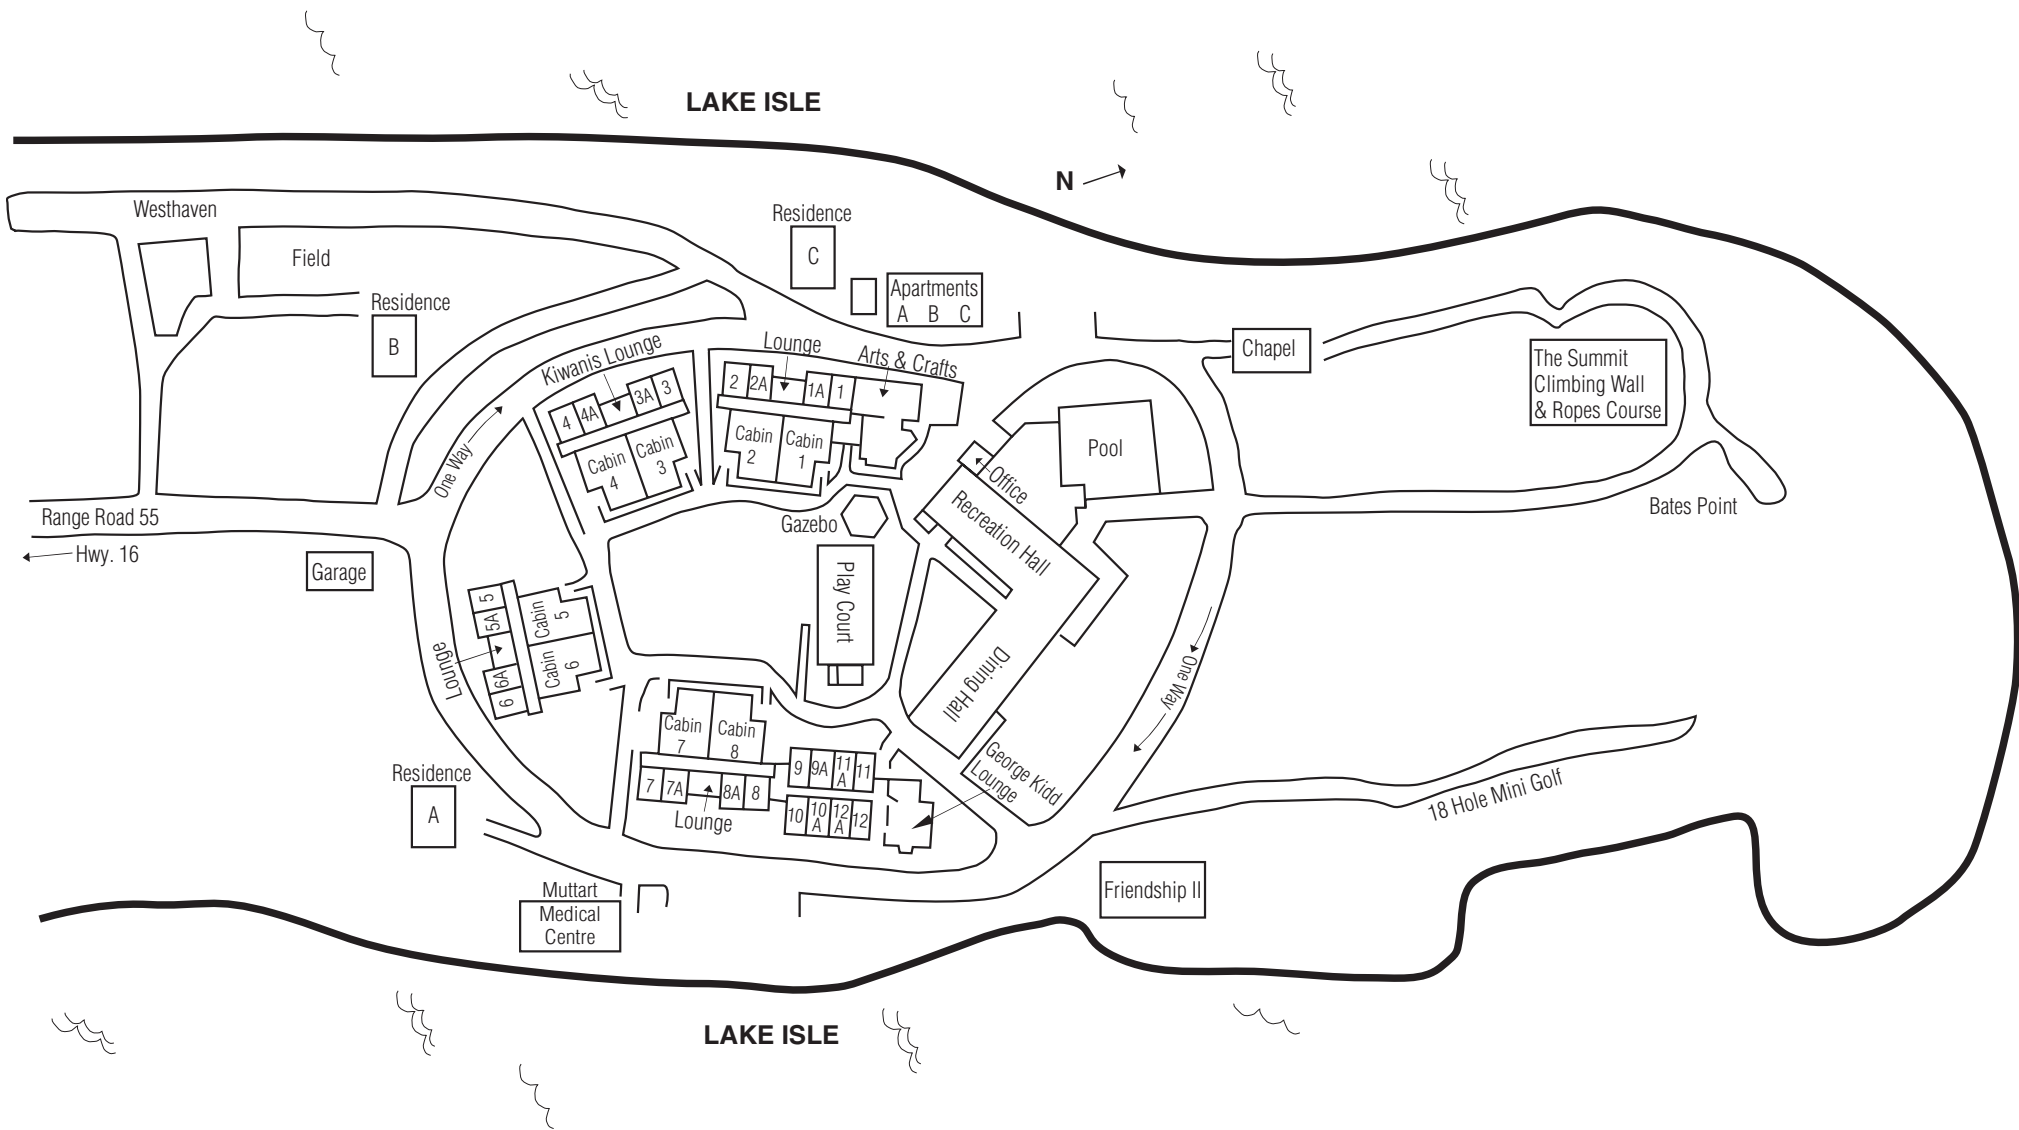 LAKE ISLE
N
Westhaven
Residence
C
Field
Apartments
A B C
Residence
B
Kiwanis Lounge
Lounge
Arts & Crafts
Chapel
The Summit
Climbing Wall
& Ropes Course
4
4A
3A
3
2
2A
1A
1
Cabin
4
Cabin
3
Cabin
2
Cabin
1
One Way
Pool
Office
Recreation Hall
Bates Point
Range Road 55
Hwy. 16
Gazebo
Garage
Play Court
5
5A
6A
6
Cabin
5
Cabin
6
Lounge
Dining Hall
One Way
Cabin
7
Cabin
8
7
7A
8A
8
Lounge
9
9A
11
A
11
10
10
A
12
A
12
George Kidd
Lounge
18 Hole Mini Golf
Residence
A
Muttart
Medical
Centre
Friendship II
LAKE ISLE